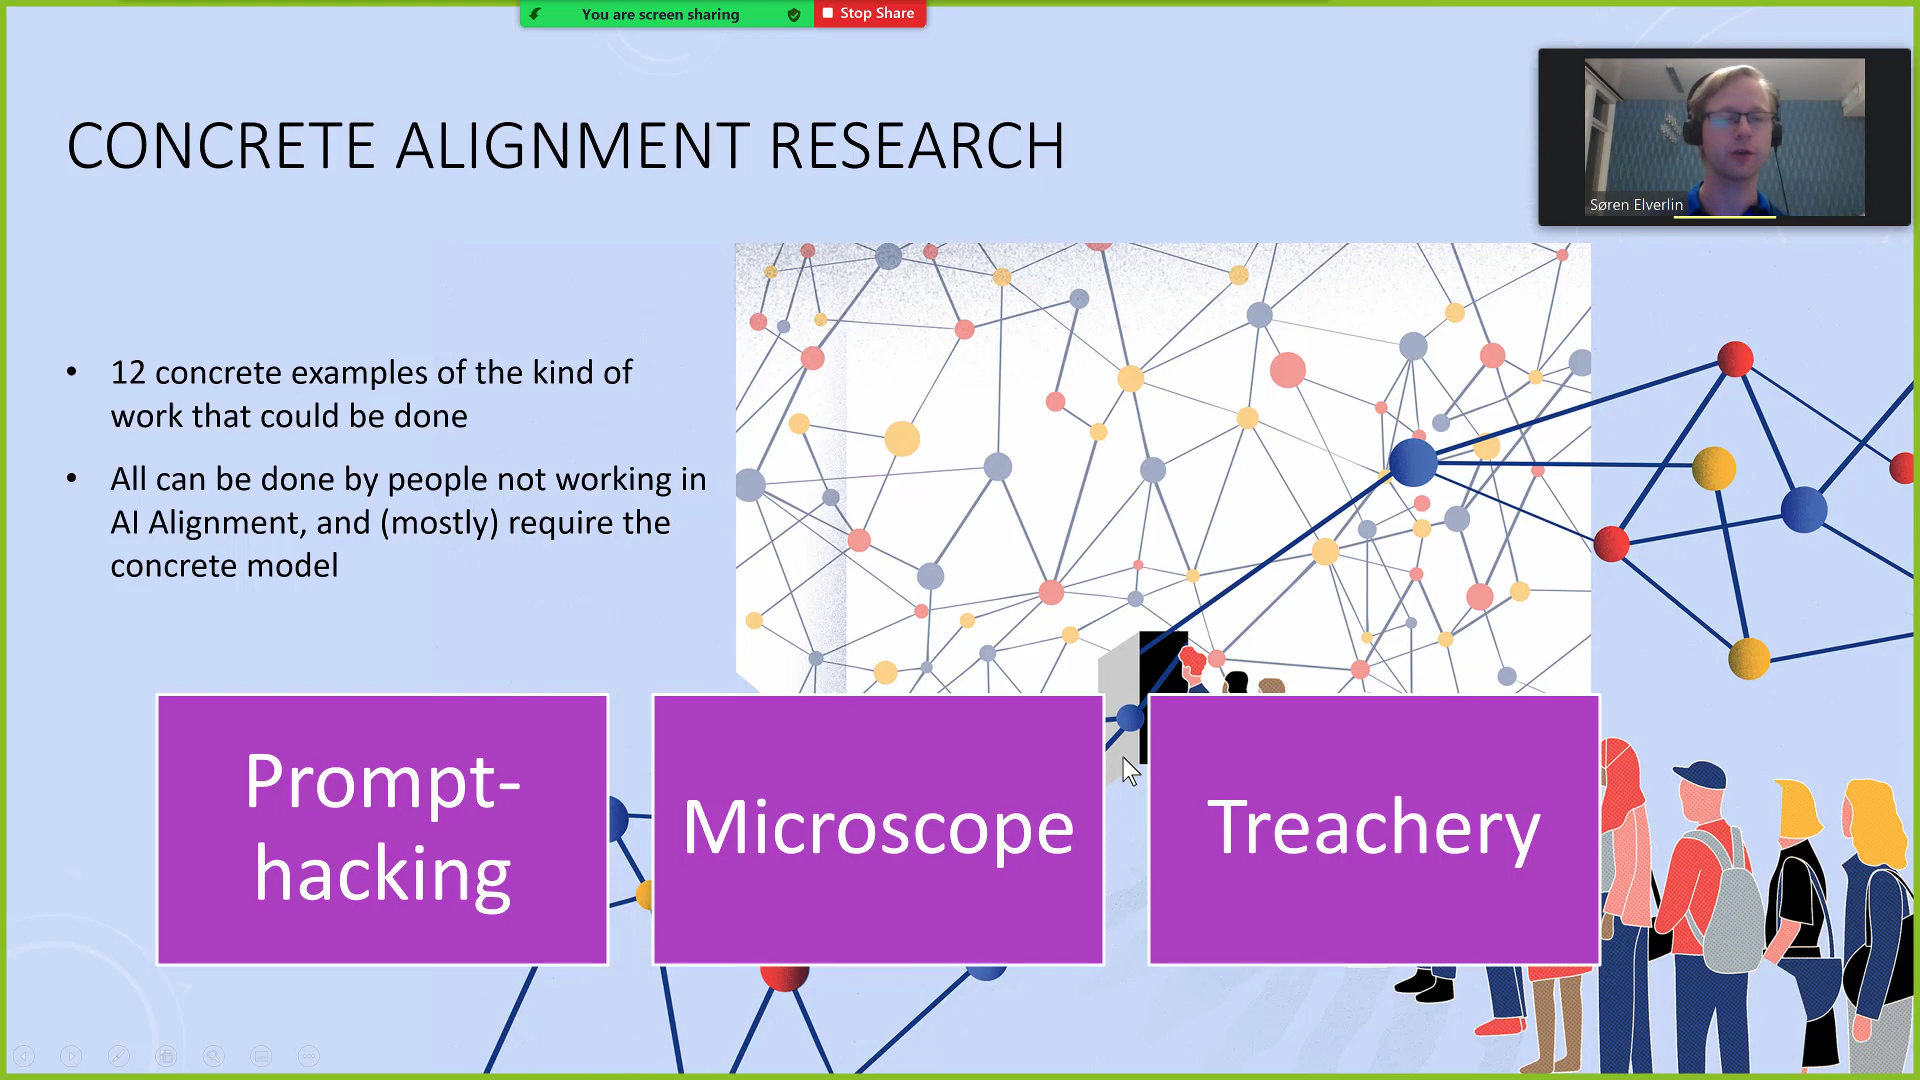 You are screen sharing
Stop Share
CONCRETE ALIGNMENT RESEARCH
Søren Elverlin
• 12 concrete examples of the kind of
work that could be done
• All can be done by people not working in
AI Alignment, and (mostly) require the
concrete model
Prompt-
hacking
Microscope
Treachery